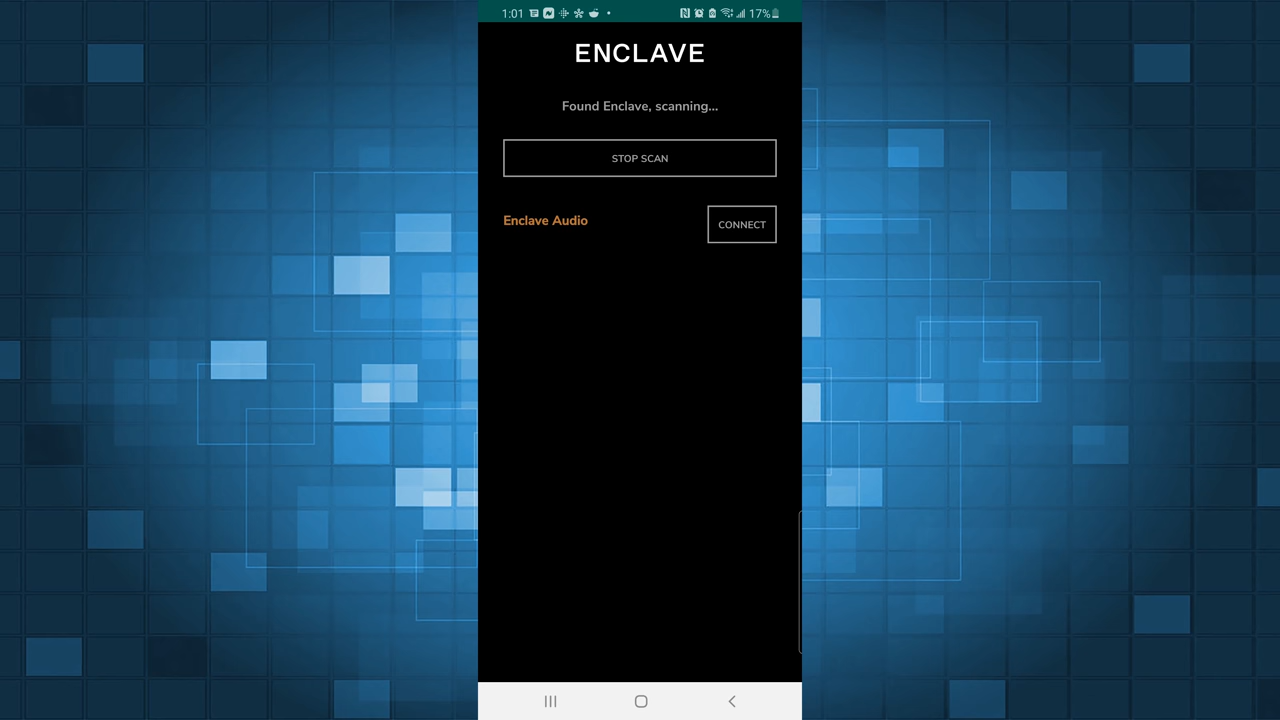 1:01 17%
ENCLAVE
Found Enclave, scanning...
STOP SCAN
Enclave Audio
CONNECT